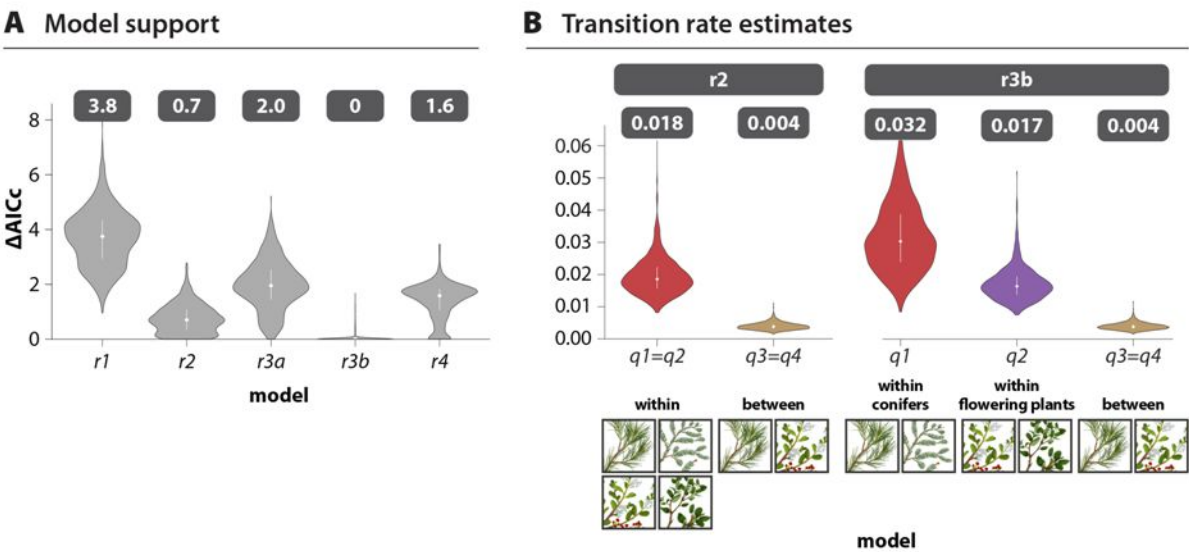 A Model support
3.8 0.7 2.0 0 1.6
8
6
4
2
0
ΔAICc
r1 r2 r3a r3b r4
model
B Transition rate estimates
r2 r3b
0.018 0.004 0.032 0.017 0.004
0.06
0.05
0.04
0.03
0.02
0.01
0.00
q1=q2 q3=q4 q1 q2 q3=q4
within between within conifers within flowering plants between
model